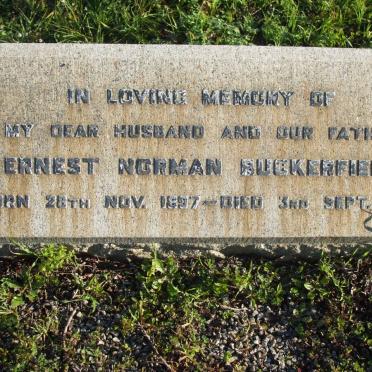 IN LOVING MEMORY OF
MY DEAR HUSBAND AND OUR
ERNEST NORMAN
28TH NOV. 1897 — DIED 3RD SEPT.